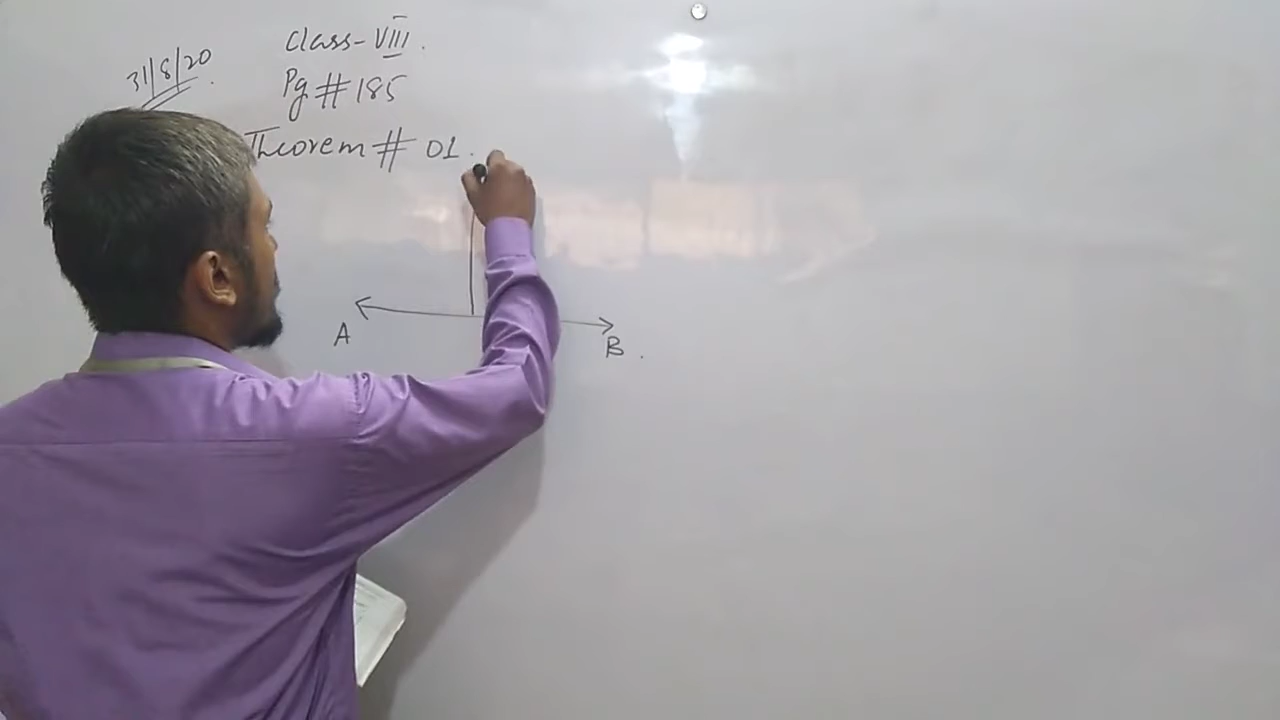 31/8/20
Class-VIII.
Pg # 185
Theorem # 01.
A
B.